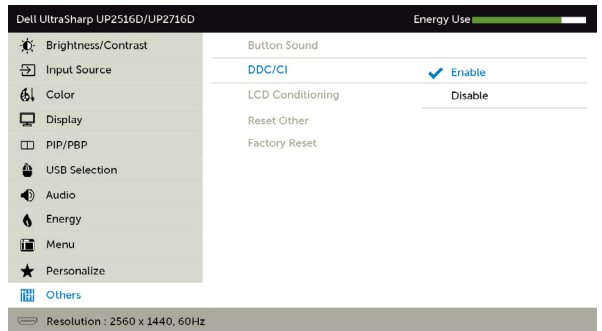 Dell UltraSharp UP2516D/UP2716D
Energy Use
Brightness/Contrast
Button Sound
Input Source
DDC/CI
Enable
Color
LCD Conditioning
Disable
Display
Reset Other
PIP/PBP
Factory Reset
USB Selection
Audio
Energy
Menu
Personalize
Others
Resolution : 2560 x 1440, 60Hz